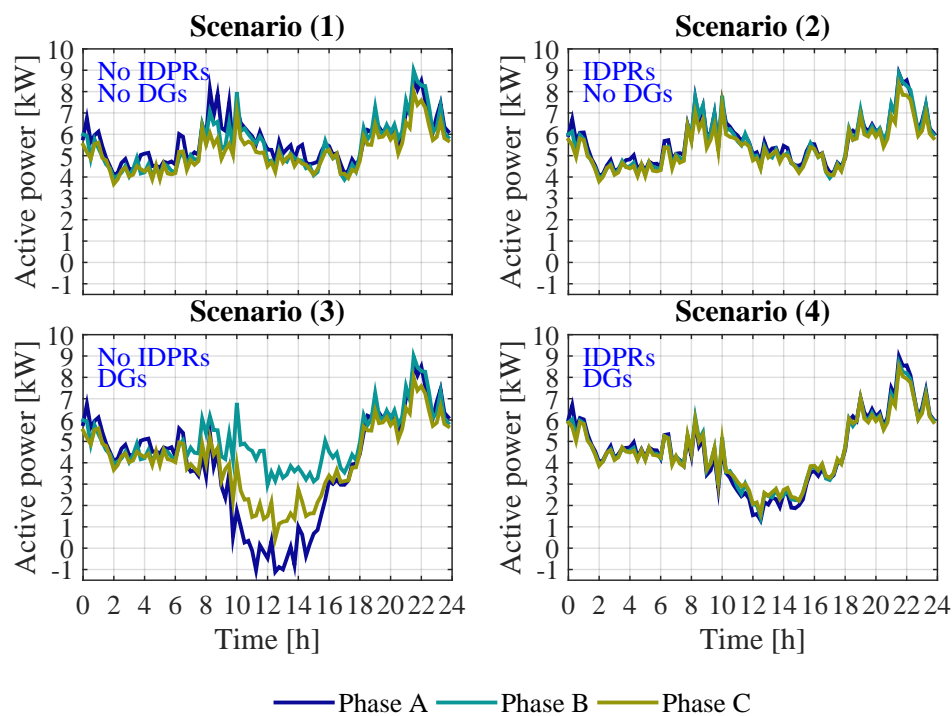 Scenario (1)
Scenario (2)
Active power [kW]
9
8
7
6
5
4
3
2
1
0
-1
No IDPRs
No DGs
Active power [kW]
9
8
7
6
5
4
3
2
1
0
-1
IDPRs
No DGs
Scenario (3)
Scenario (4)
Active power [kW]
10
9
8
7
6
5
4
3
2
1
0
-1
No IDPRs
DGs
0 2 4 6 8 10 12 14 16 18 20 22 24
Time [h]
Active power [kW]
10
9
8
7
6
5
4
3
2
1
0
-1
IDPRs
DGs
0 2 4 6 8 10 12 14 16 18 20 22 24
Time [h]
Phase A Phase B Phase C